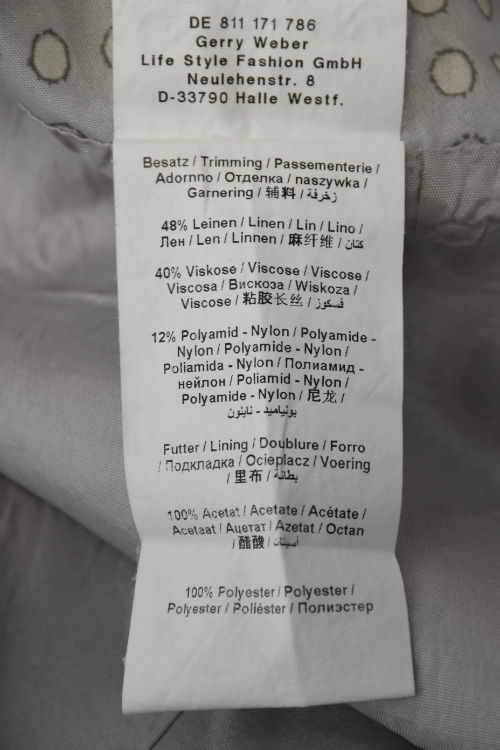 DE 811 171 786
Gerry Weber
Life Style Fashion GmbH
Neulehenstr. 8
D-33790 Halle Westf.
Besatz / Trimming / Passementerie /
Adornno / Отделка / naszywka /
Garnering / 辅料 / زخرفة /
48% Leinen / Linen / Lin / Lino /
Лен / Len / Linnen / 麻纤维 / كتان /
40% Viskose / Viscose / Viscose /
Viscosa / Вискоза / Wiskoza /
Viscose / 粘胶长丝 / فسكوز /
12% Polyamid - Nylon / Polyamide -
Nylon / Polyamide - Nylon /
Poliamida - Nylon / Полиамид -
нейлон / Poliamid - Nylon /
Polyamide - Nylon / 尼龙 /
بولياميد - نايلون
Futter / Lining / Doublure / Forro
/ Подкладка / Ocieplacz / Voering
/ 里布 / بطانة /
100% Acetat / Acetate / Acétate /
Acetaat / Ацетат / Azetat / Octan
/ 醋酸 / أسيتات /
100% Polyester / Polyester /
Polyester / Poliéster / Полиэстер